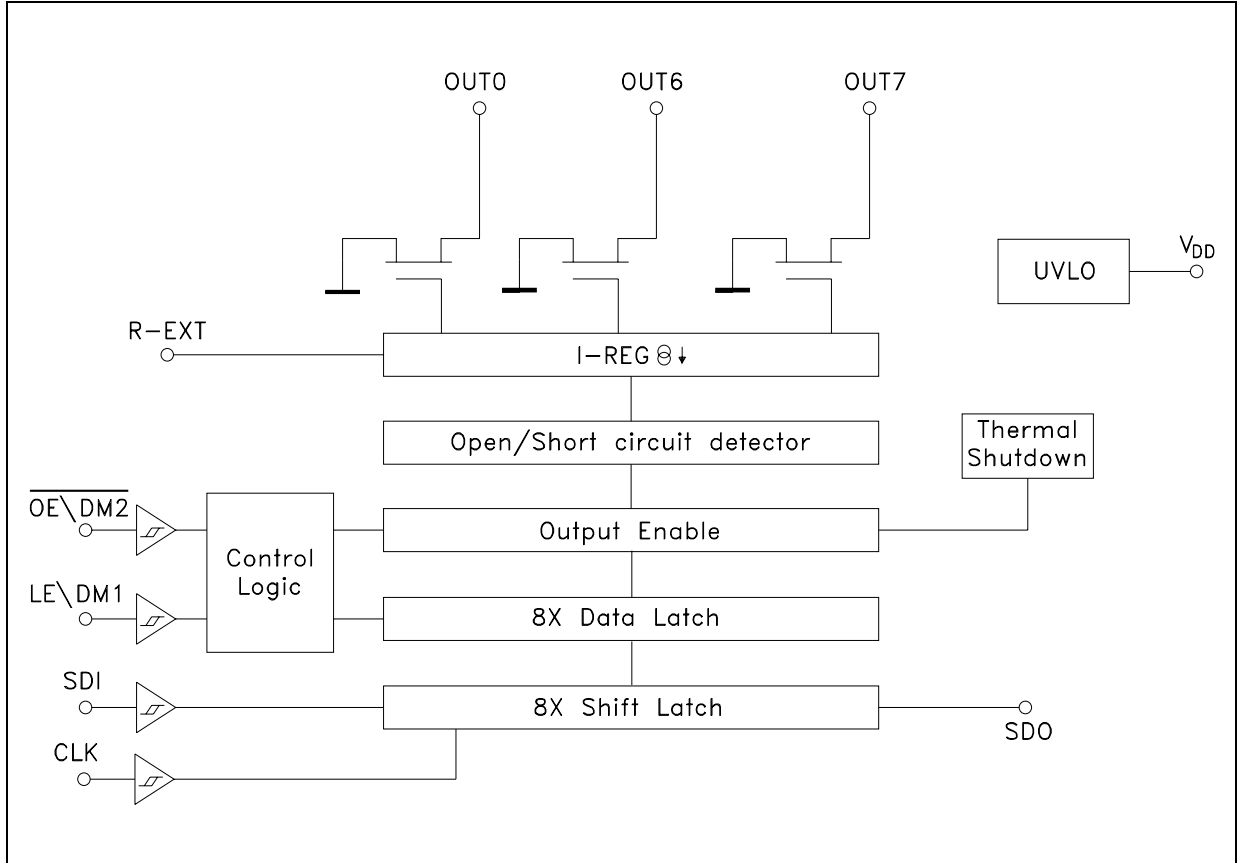 OUT0 OUT6 OUT7
UVLO
VDD
R-EXT
I-REG
Open/Short circuit detector
Thermal
Shutdown
OE\DM2
Output Enable
Control
Logic
LE\DM1
8X Data Latch
SDI
8X Shift Latch
SDO
CLK